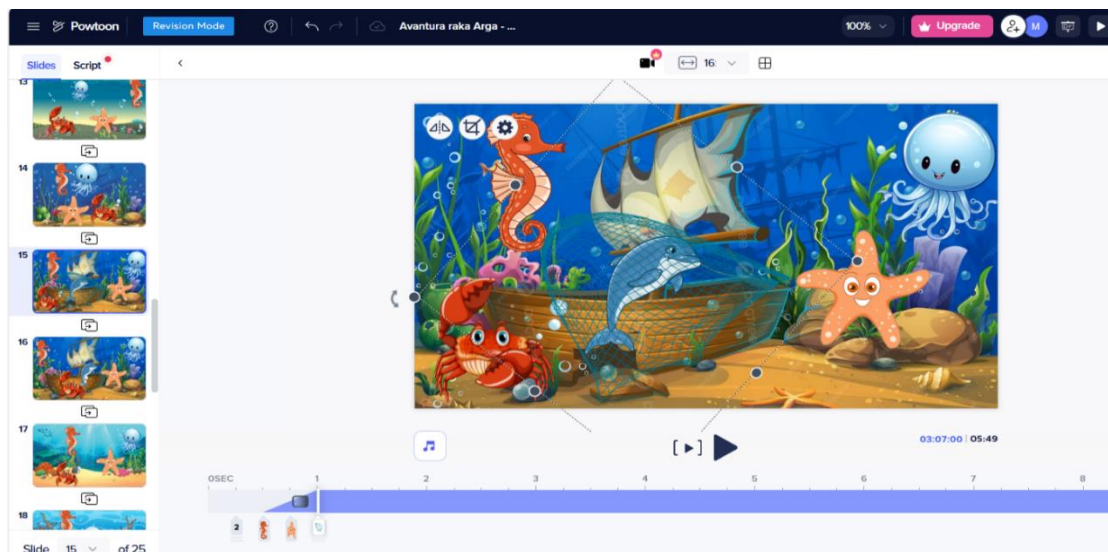 Powtoon
Revision Mode
Avantura raka Arga - ...
100%
Upgrade
M
Slides
Script
16:
13
14
15
16
17
18
03:07:00 | 05:49
0SEC
1
2
3
4
5
6
7
8
2
Slide 15 of 25